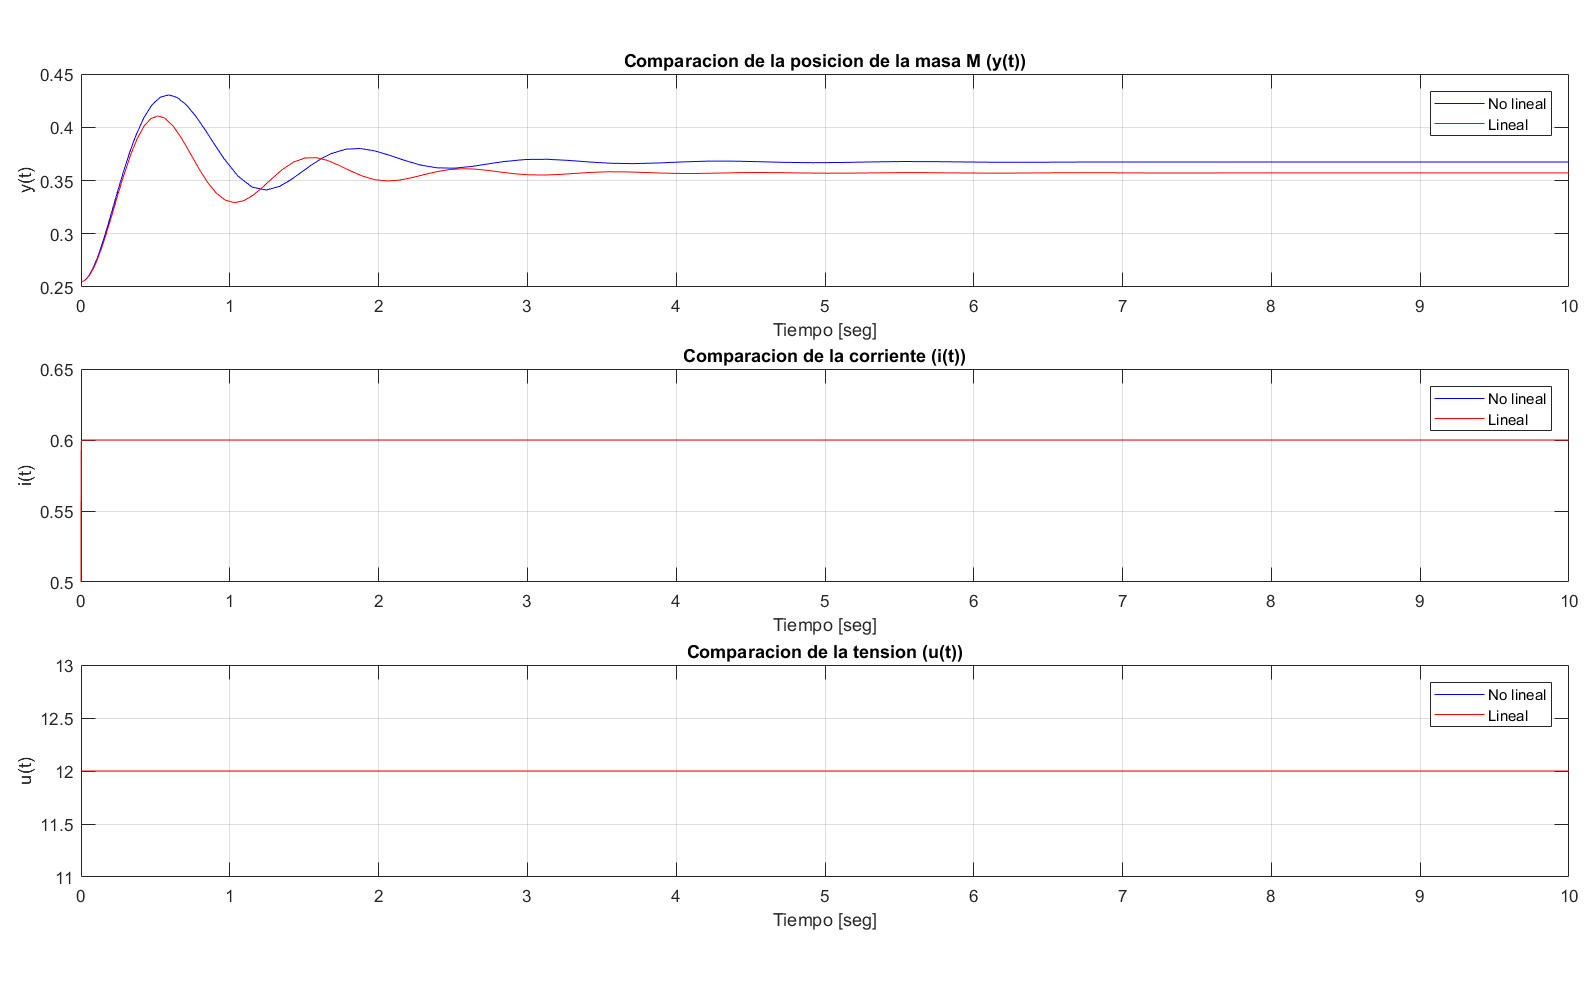 Comparacion de la posicion de la masa M (y(t))
0.45
0.4
0.35
0.3
0.25
y(t)
No lineal
Lineal
0 1 2 3 4 5 6 7 8 9 10
Tiempo [seg]
Comparacion de la corriente (i(t))
0.65
0.6
0.55
0.5
i(t)
No lineal
Lineal
0 1 2 3 4 5 6 7 8 9 10
Tiempo [seg]
Comparacion de la tension (u(t))
13
12.5
12
11.5
11
u(t)
No lineal
Lineal
0 1 2 3 4 5 6 7 8 9 10
Tiempo [seg]